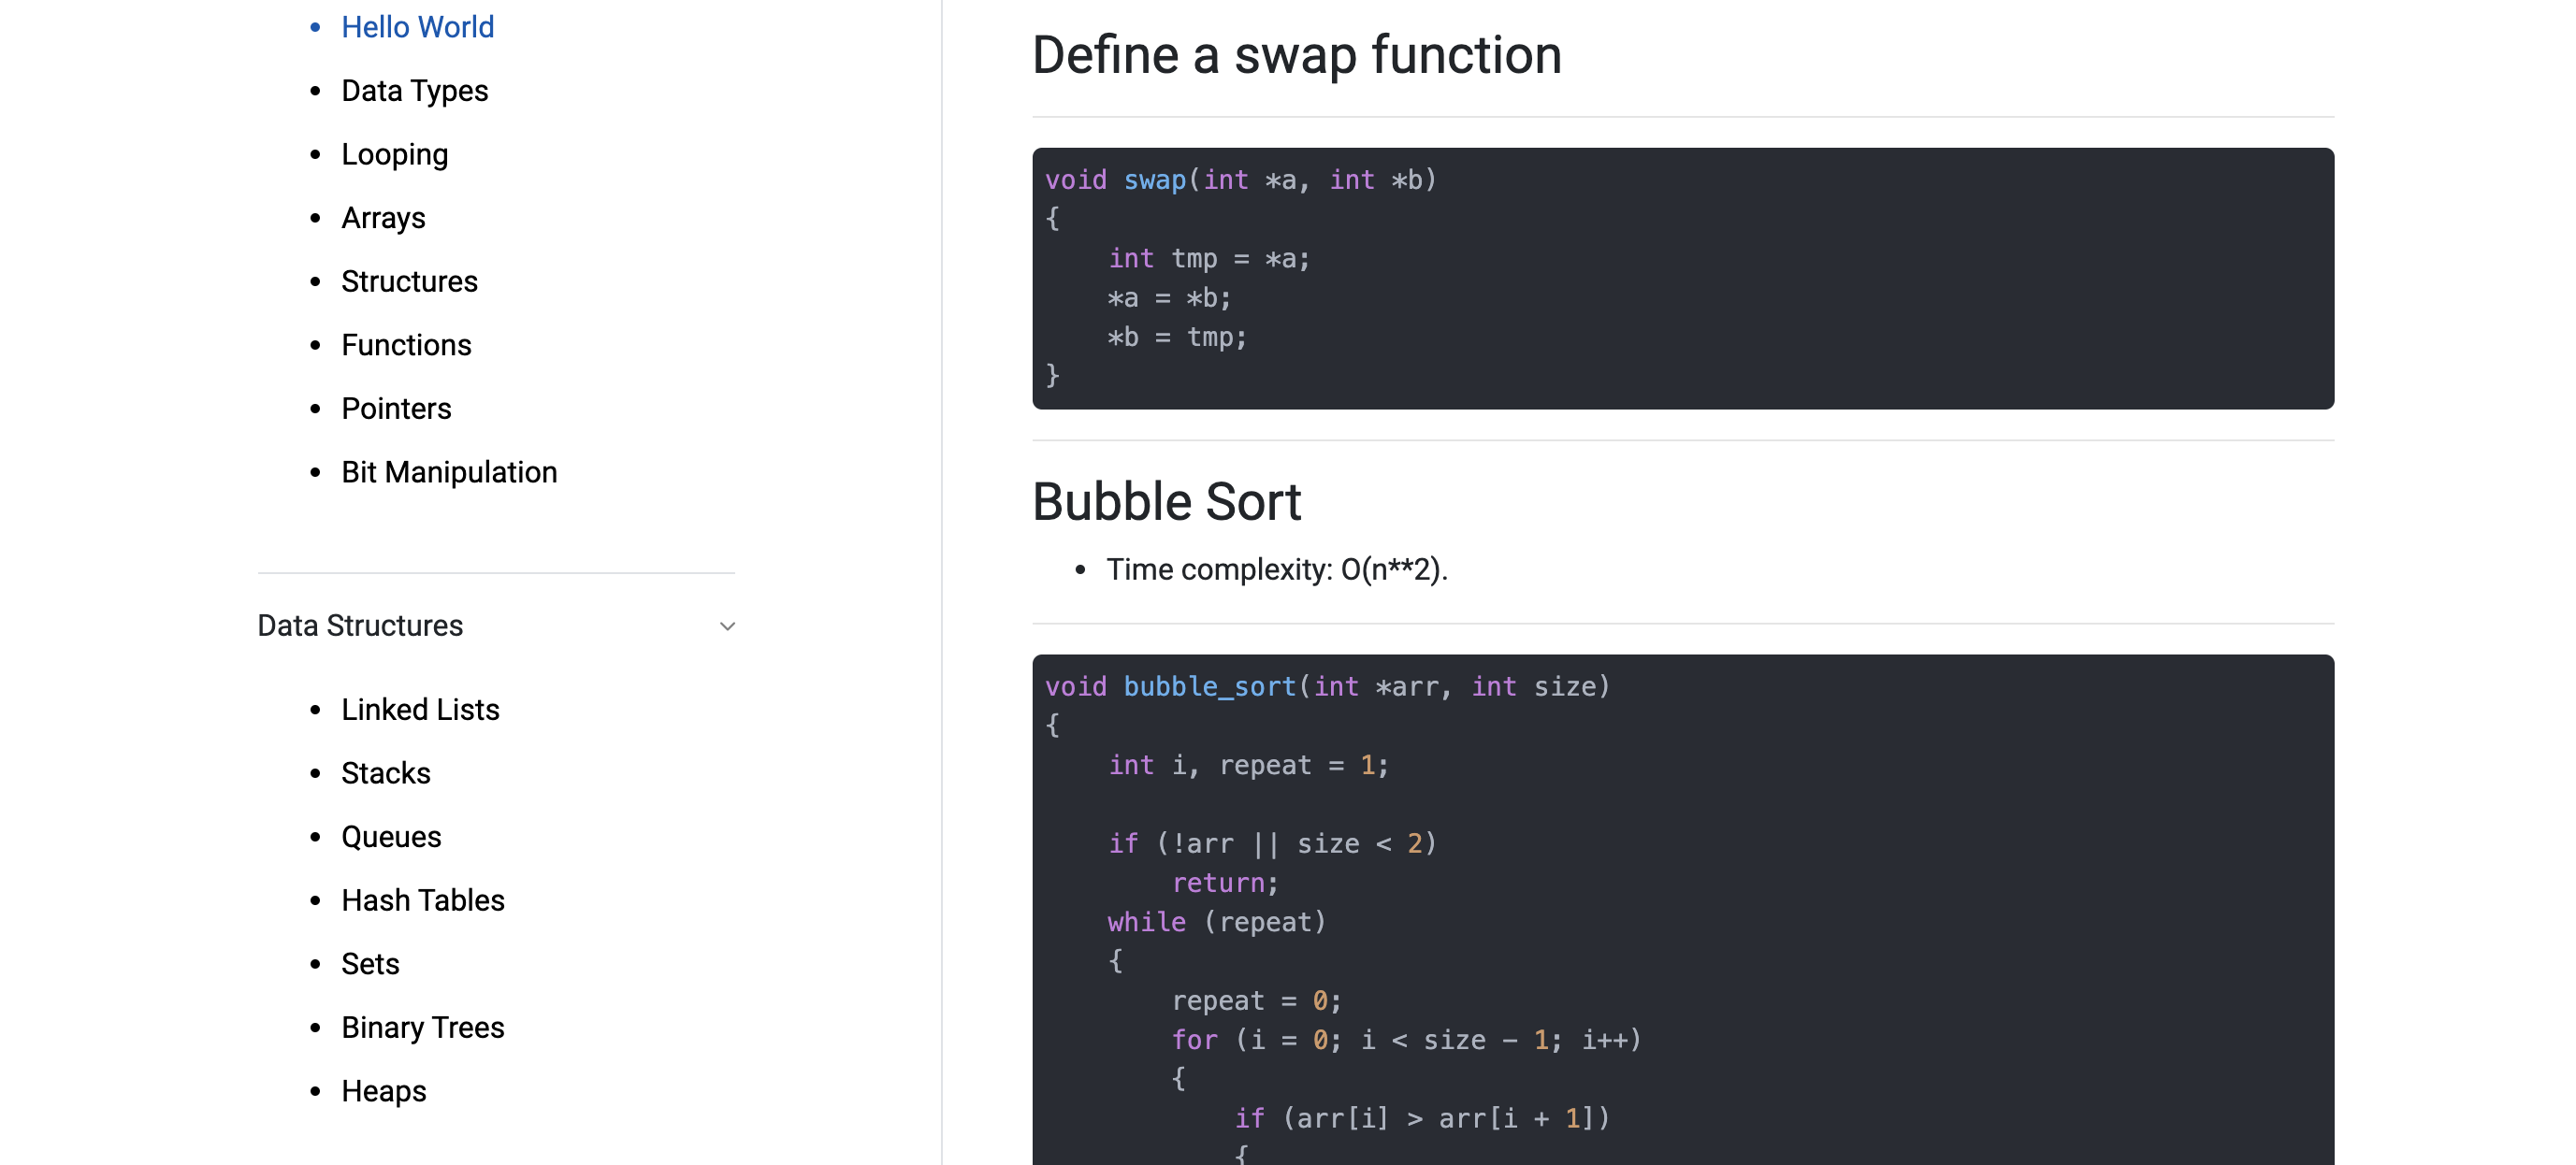 Hello World
Data Types
Looping
Arrays
Structures
Functions
Pointers
Bit Manipulation
Data Structures
Linked Lists
Stacks
Queues
Hash Tables
Sets
Binary Trees
Heaps
Define a swap function
void swap(int *a, int *b)
{
    int tmp = *a;
    *a = *b;
    *b = tmp;
}
Bubble Sort
Time complexity: O(n**2).
void bubble_sort(int *arr, int size)
{
    int i, repeat = 1;

    if (!arr || size < 2)
        return;
    while (repeat)
    {
        repeat = 0;
        for (i = 0; i < size - 1; i++)
        {
            if (arr[i] > arr[i + 1])
            {